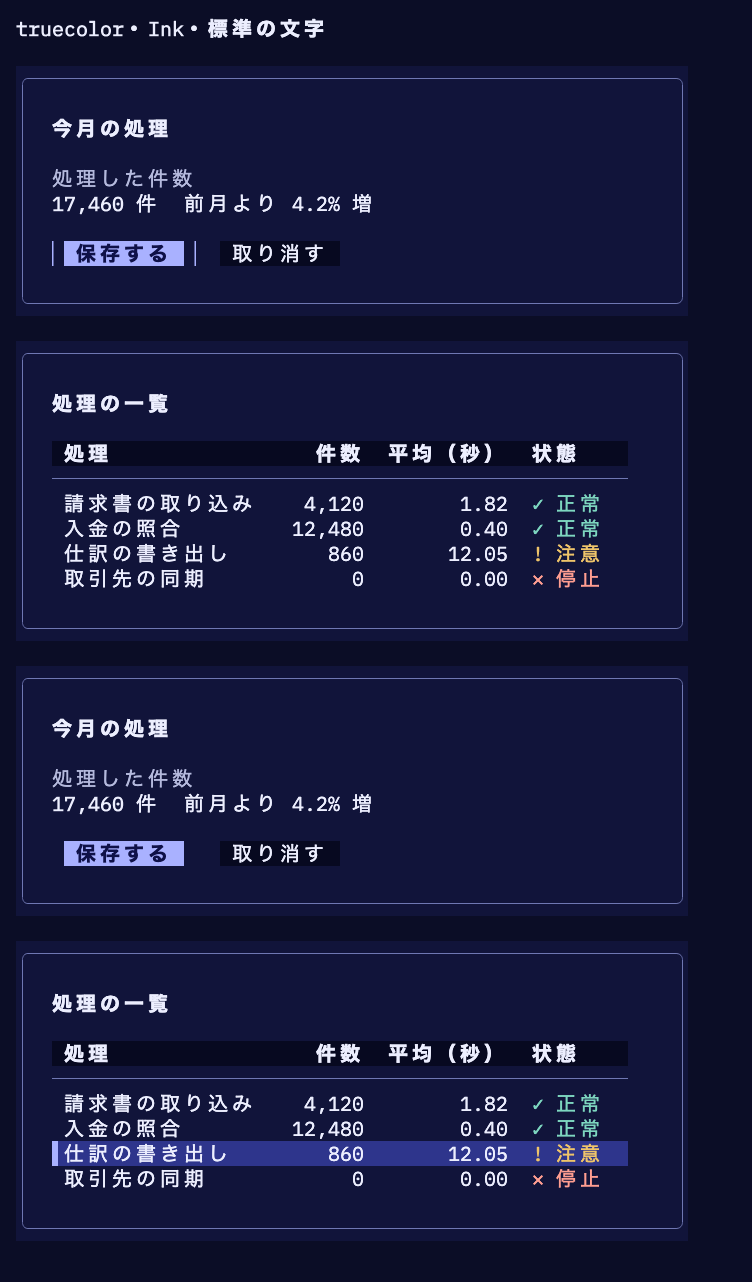 truecolor・Ink・標準の文字
今月の処理
処理した件数
17,460 件 前月より 4.2% 増
保存する 取り消す
処理の一覧
処理 件数 平均（秒） 状態
請求書の取り込み 4,120 1.82 ✓ 正常
入金の照合 12,480 0.40 ✓ 正常
仕訳の書き出し 860 12.05 ! 注意
取引先の同期 0 0.00 × 停止
今月の処理
処理した件数
17,460 件 前月より 4.2% 増
保存する 取り消す
処理の一覧
処理 件数 平均（秒） 状態
請求書の取り込み 4,120 1.82 ✓ 正常
入金の照合 12,480 0.40 ✓ 正常
仕訳の書き出し 860 12.05 ! 注意
取引先の同期 0 0.00 × 停止